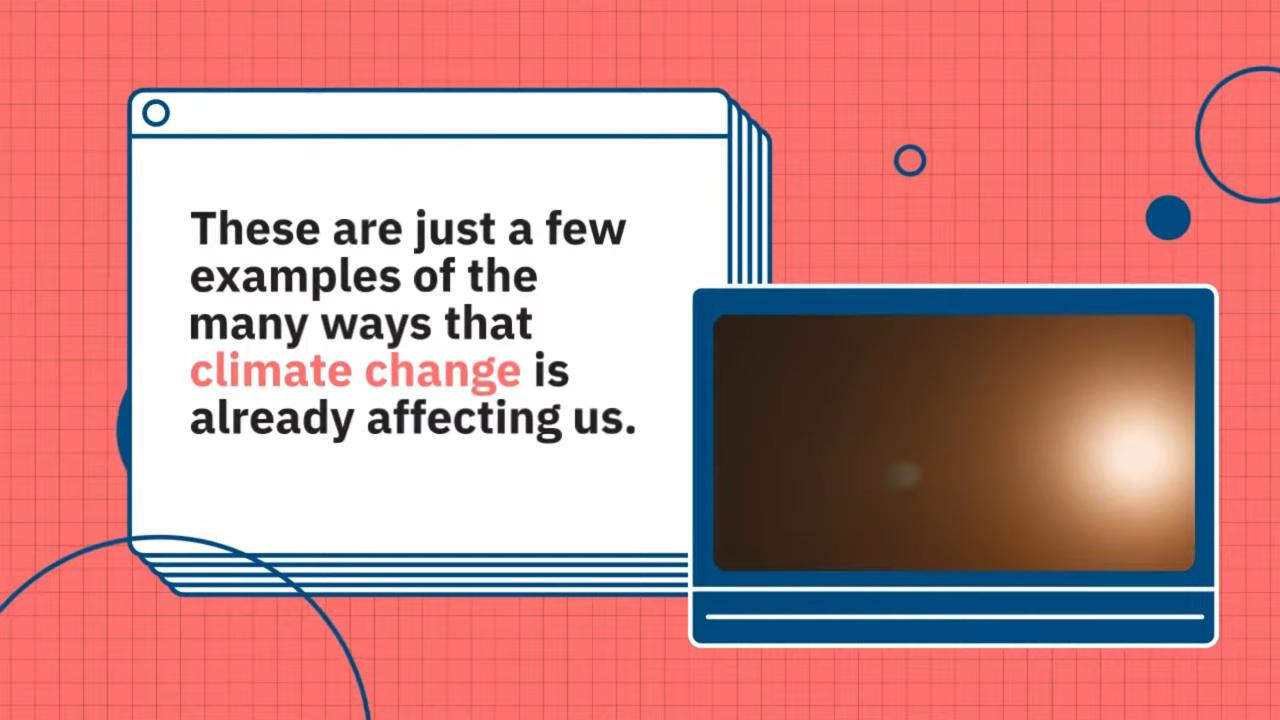 These are just a few
examples of the
many ways that
climate change is
already affecting us.